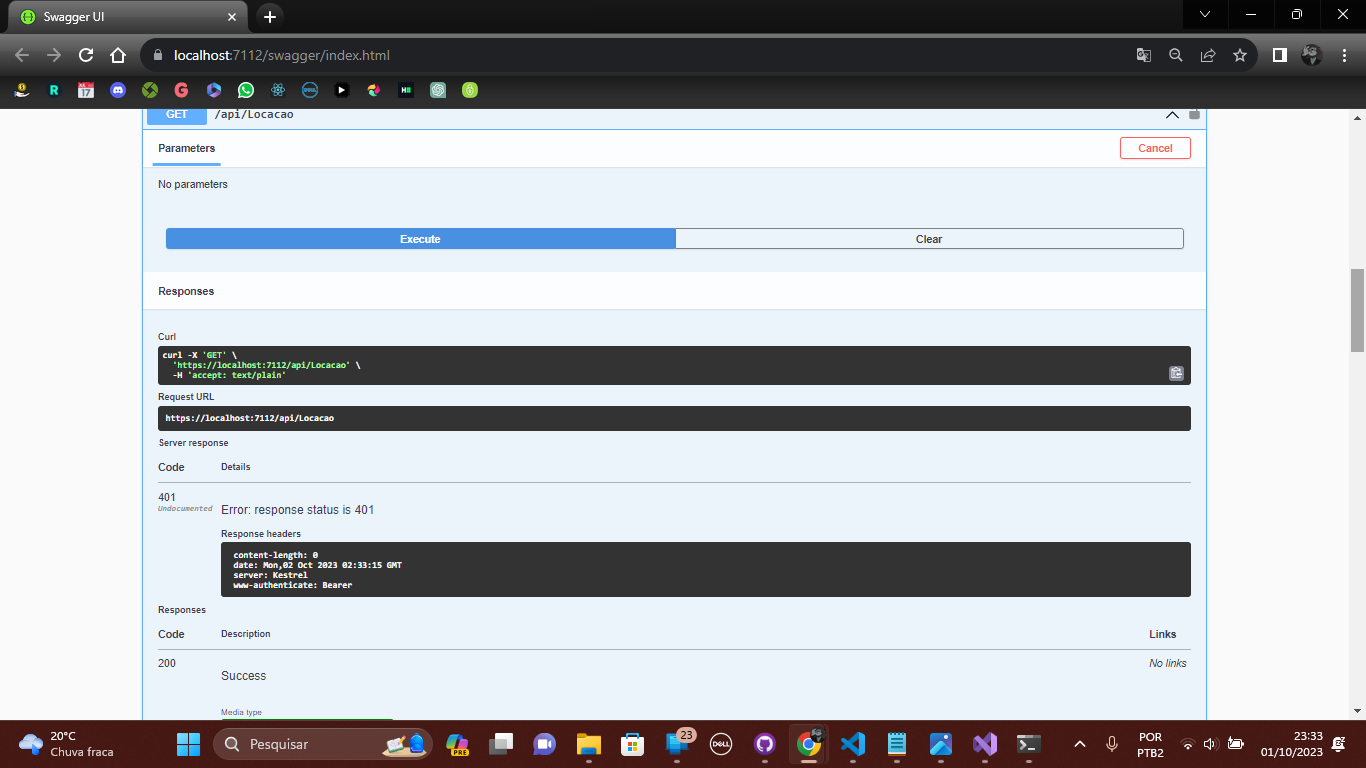 Swagger UI
localhost:7112/swagger/index.html
GET /api/Locacao
Parameters
Cancel
No parameters
Execute
Clear
Responses
Curl
curl -X 'GET' \
'https://localhost:7112/api/Locacao' \
-H 'accept: text/plain'
Request URL
https://localhost:7112/api/Locacao
Server response
Code Details
401
Undocumented
Error: response status is 401
Response headers
content-length: 0
date: Mon,02 Oct 2023 02:33:15 GMT
server: Kestrel
www-authenticate: Bearer
Responses
Code Description Links
200
Success
No links
Media type
20°C
Chuva fraca
Pesquisar
PRE
23
DELL
POR
PTB2
23:33
01/10/2023